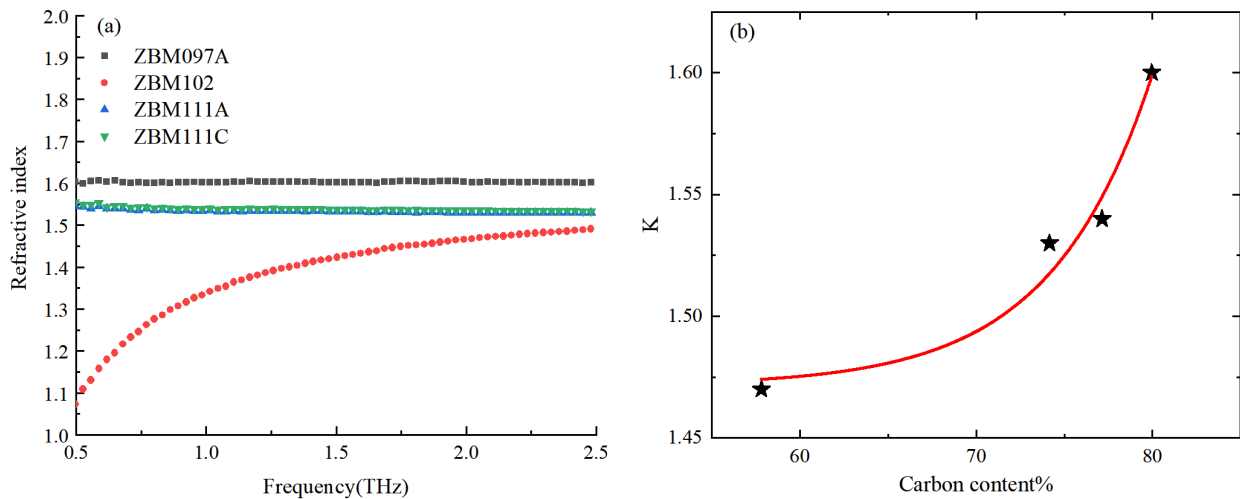 (a)
ZBM097A
ZBM102
ZBM111A
ZBM111C
2.0
1.9
1.8
1.7
1.6
1.5
1.4
1.3
1.2
1.1
1.0
Refractive index
0.5
1.0
1.5
2.0
2.5
Frequency(THz)
(b)
1.60
1.55
1.50
1.45
K
60
70
80
Carbon content%